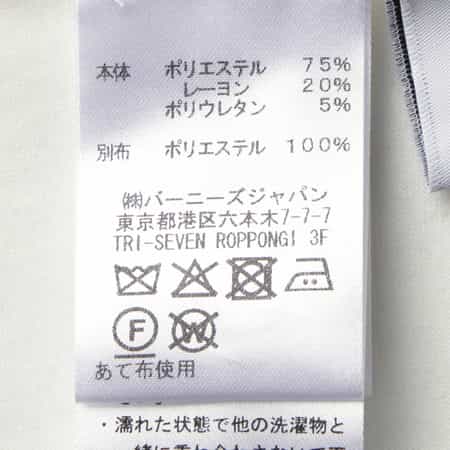 本体 ポリエステル 75%
レーヨン 20%
ポリウレタン 5%
別布 ポリエステル 100%
㈱バーニーズジャパン
東京都港区六本木7-7-7
TRI-SEVEN ROPPONGI 3F
F W
あて布使用
・濡れた状態で他の洗濯物と